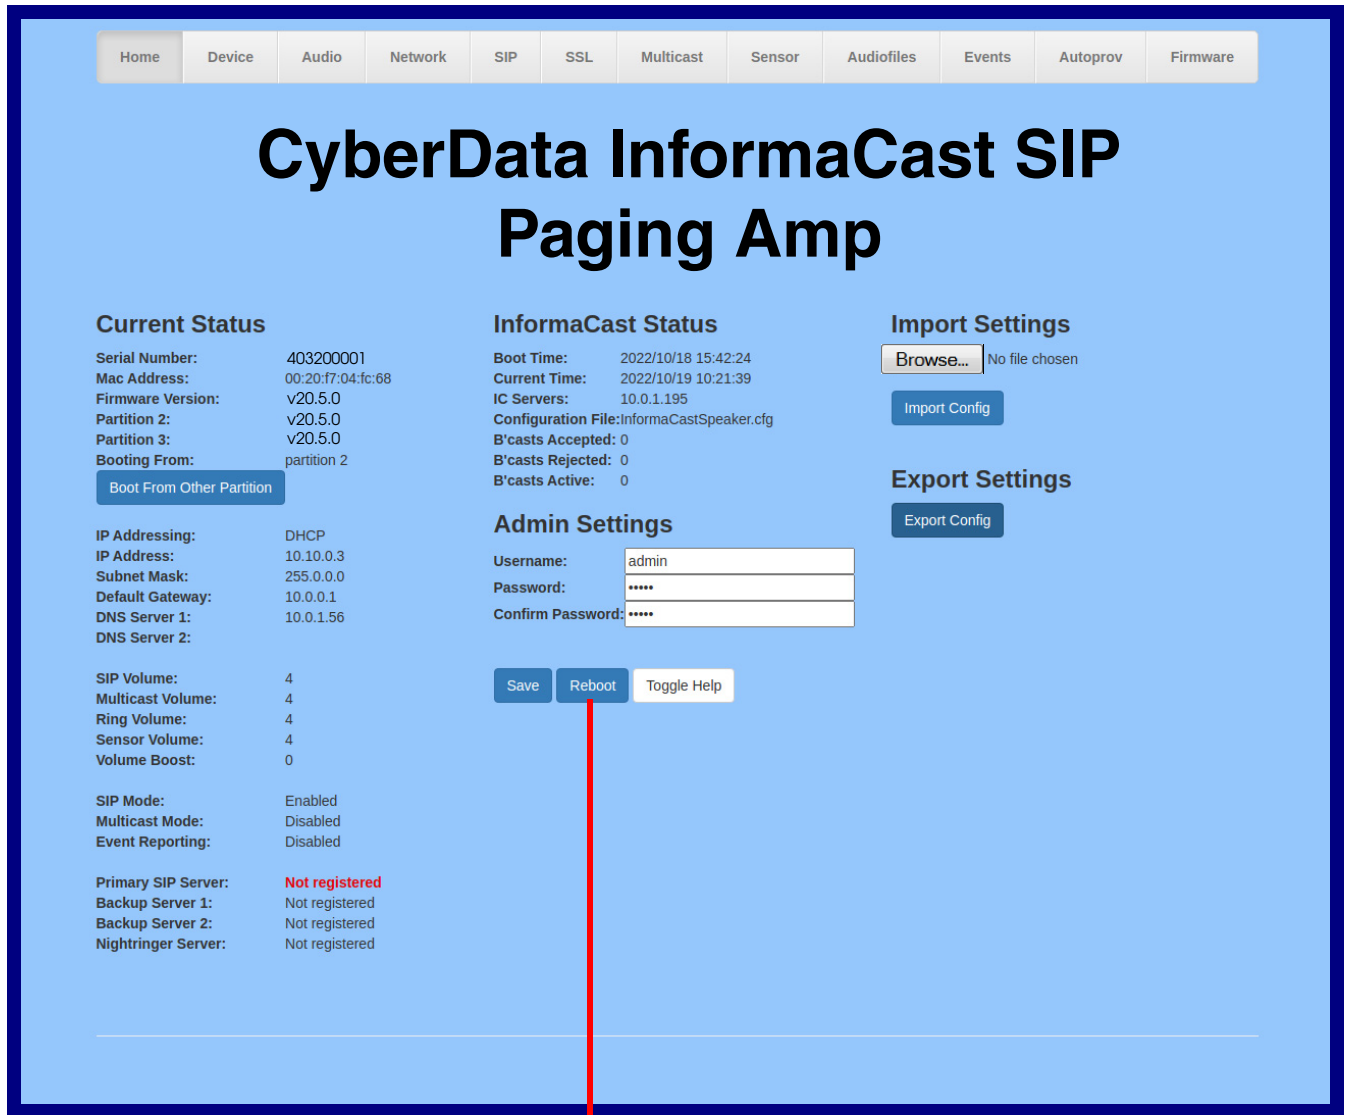 Home Device Audio Network SIP SSL Multicast Sensor Audiofiles Events Autoprov Firmware
CyberData InformaCast SIP
Paging Amp
Current Status
Serial Number: 403200001
Mac Address: 00:20:f7:04:fc:68
Firmware Version: v20.5.0
Partition 2: v20.5.0
Partition 3: v20.5.0
Booting From: partition 2
Boot From Other Partition
IP Addressing: DHCP
IP Address: 10.10.0.3
Subnet Mask: 255.0.0.0
Default Gateway: 10.0.0.1
DNS Server 1: 10.0.1.56
DNS Server 2:
SIP Volume: 4
Multicast Volume: 4
Ring Volume: 4
Sensor Volume: 4
Volume Boost: 0
SIP Mode: Enabled
Multicast Mode: Disabled
Event Reporting: Disabled
Primary SIP Server: Not registered
Backup Server 1: Not registered
Backup Server 2: Not registered
Nightringer Server: Not registered
InformaCast Status
Boot Time: 2022/10/18 15:42:24
Current Time: 2022/10/19 10:21:39
IC Servers: 10.0.1.195
Configuration File:InformaCastSpeaker.cfg
B'casts Accepted: 0
B'casts Rejected: 0
B'casts Active: 0
Admin Settings
Username: admin
Password: •••••
Confirm Password: •••••
Save Reboot Toggle Help
Import Settings
Browse... No file chosen
Import Config
Export Settings
Export Config